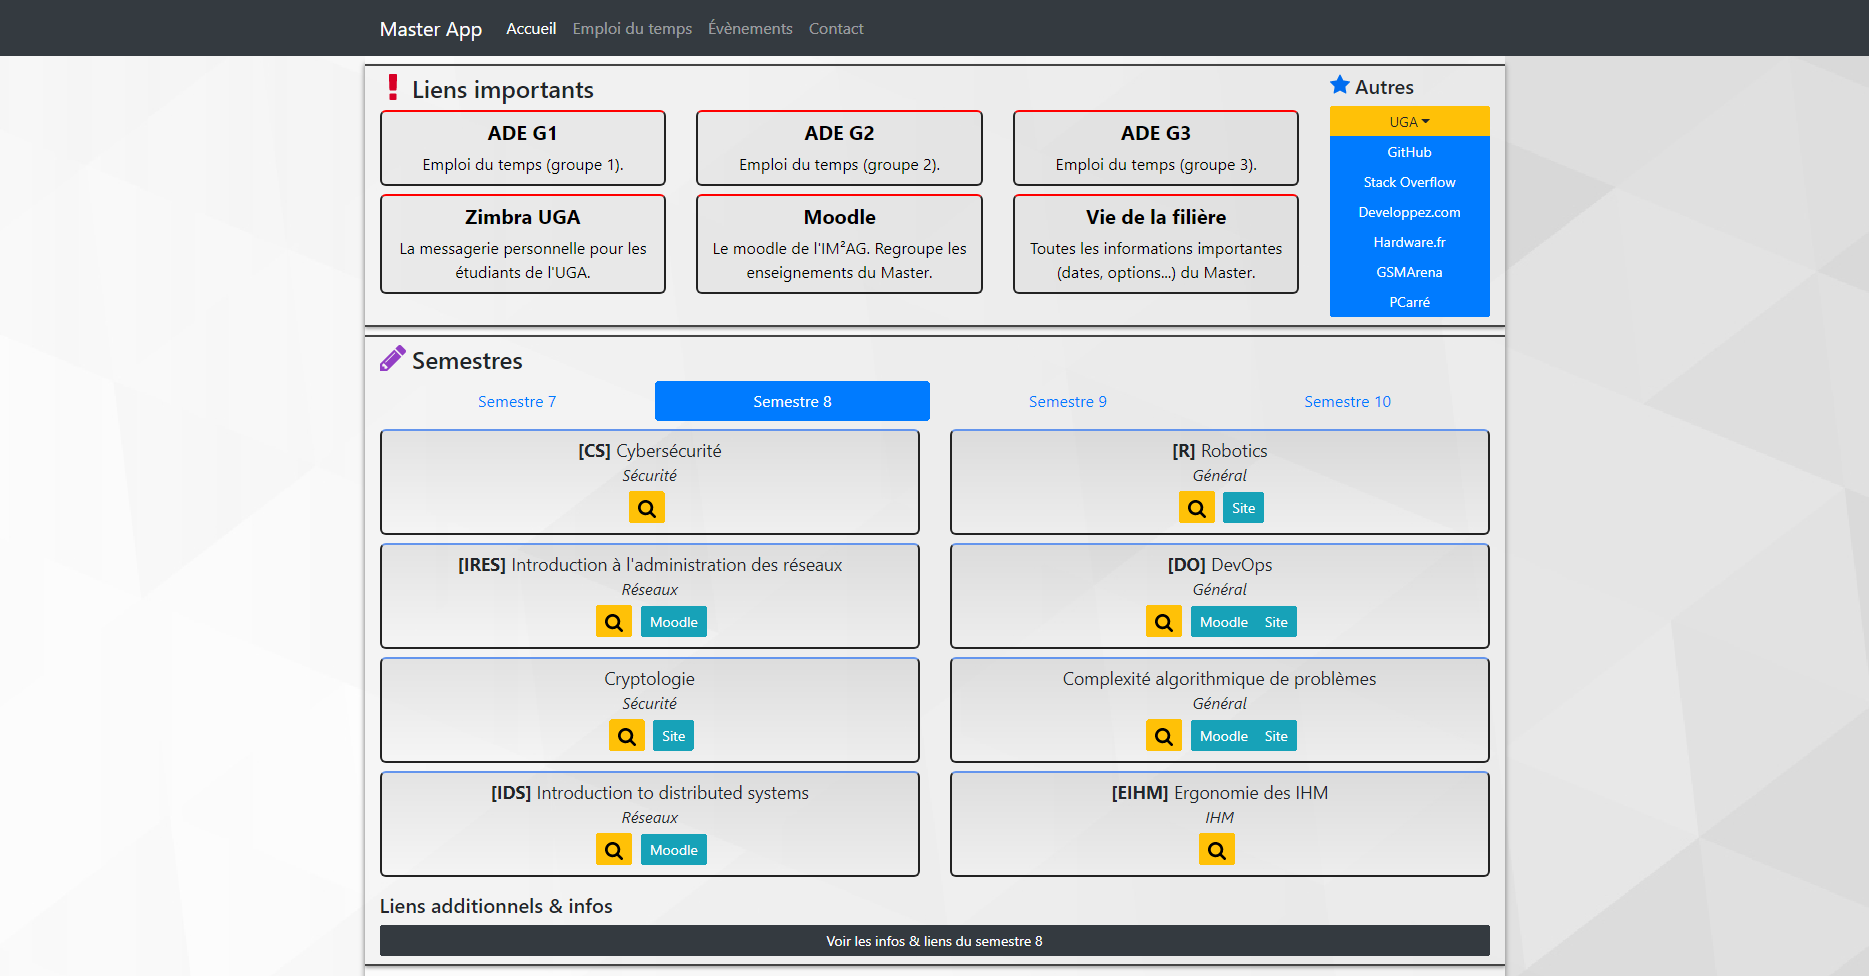 Master App Accueil Emploi du temps Évènements Contact
Liens importants
ADE G1
Emploi du temps (groupe 1).
ADE G2
Emploi du temps (groupe 2).
ADE G3
Emploi du temps (groupe 3).
Zimbra UGA
La messagerie personnelle pour les
étudiants de l'UGA.
Moodle
Le moodle de l'IM²AG. Regroupe les
enseignements du Master.
Vie de la filière
Toutes les informations importantes
(dates, options...) du Master.
Autres
UGA
GitHub
Stack Overflow
Developpez.com
Hardware.fr
GSMArena
PCarré
Semestres
Semestre 7 Semestre 8 Semestre 9 Semestre 10
[CS] Cybersécurité
Sécurité
[R] Robotics
Général
Site
[IRES] Introduction à l'administration des réseaux
Réseaux
Moodle
[DO] DevOps
Général
Moodle Site
Cryptologie
Sécurité
Site
Complexité algorithmique de problèmes
Général
Moodle Site
[IDS] Introduction to distributed systems
Réseaux
Moodle
[EIHM] Ergonomie des IHM
IHM
Liens additionnels & infos
Voir les infos & liens du semestre 8